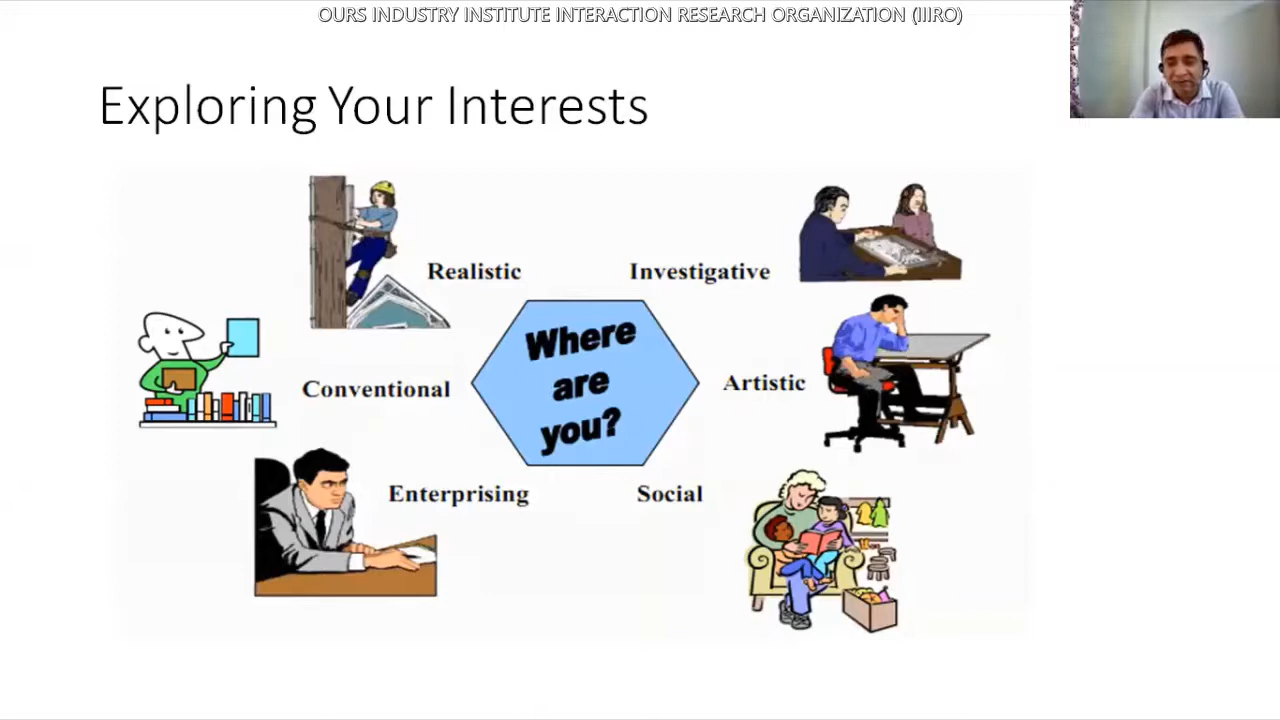 OURS INDUSTRY INSTITUTE INTERACTION RESEARCH ORGANIZATION (IIIRO)
Exploring Your Interests
Realistic
Investigative
Where
are
you?
Conventional
Artistic
Enterprising
Social